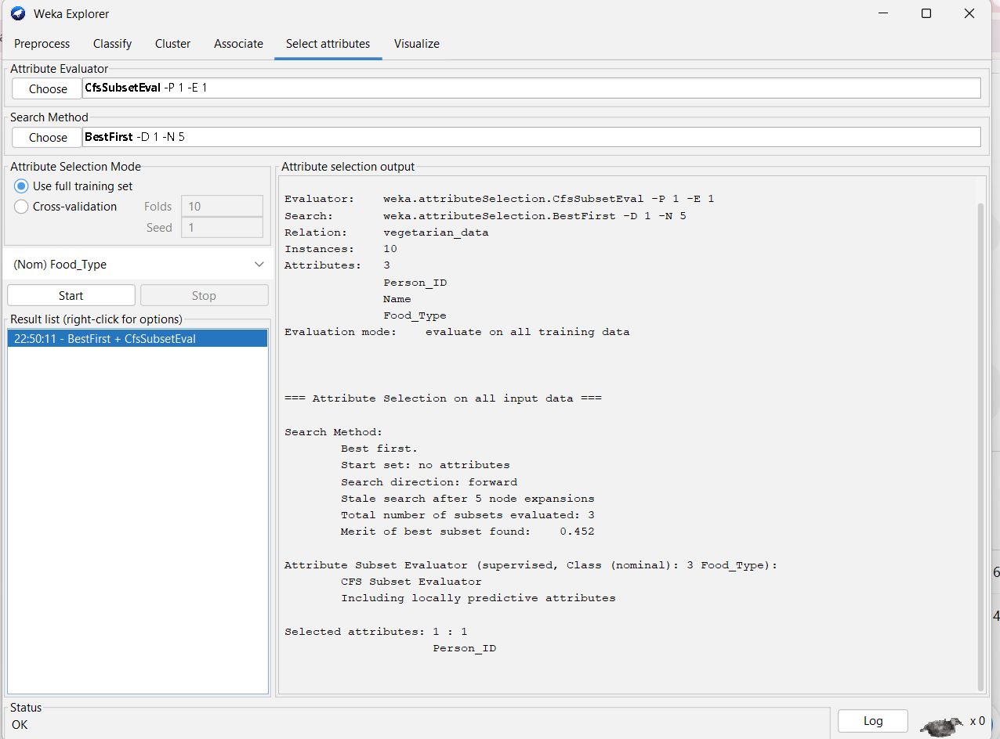 Weka Explorer
Preprocess Classify Cluster Associate Select attributes Visualize
Attribute Evaluator
Choose CfsSubsetEval -P 1 -E 1
Search Method
Choose BestFirst -D 1 -N 5
Attribute Selection Mode
Use full training set
Cross-validation Folds 10
Seed 1
(Nom) Food_Type
Start Stop
Result list (right-click for options)
22:50:11 - BestFirst + CfsSubsetEval
Attribute selection output
Evaluator: weka.attributeSelection.CfsSubsetEval -P 1 -E 1
Search: weka.attributeSelection.BestFirst -D 1 -N 5
Relation: vegetarian_data
Instances: 10
Attributes: 3
Person_ID
Name
Food_Type
Evaluation mode: evaluate on all training data
=== Attribute Selection on all input data ===
Search Method:
Best first.
Start set: no attributes
Search direction: forward
Stale search after 5 node expansions
Total number of subsets evaluated: 3
Merit of best subset found: 0.452
Attribute Subset Evaluator (supervised, Class (nominal): 3 Food_Type):
CFS Subset Evaluator
Including locally predictive attributes
Selected attributes: 1 : 1
Person_ID
6
4
Status
OK
Log x 0